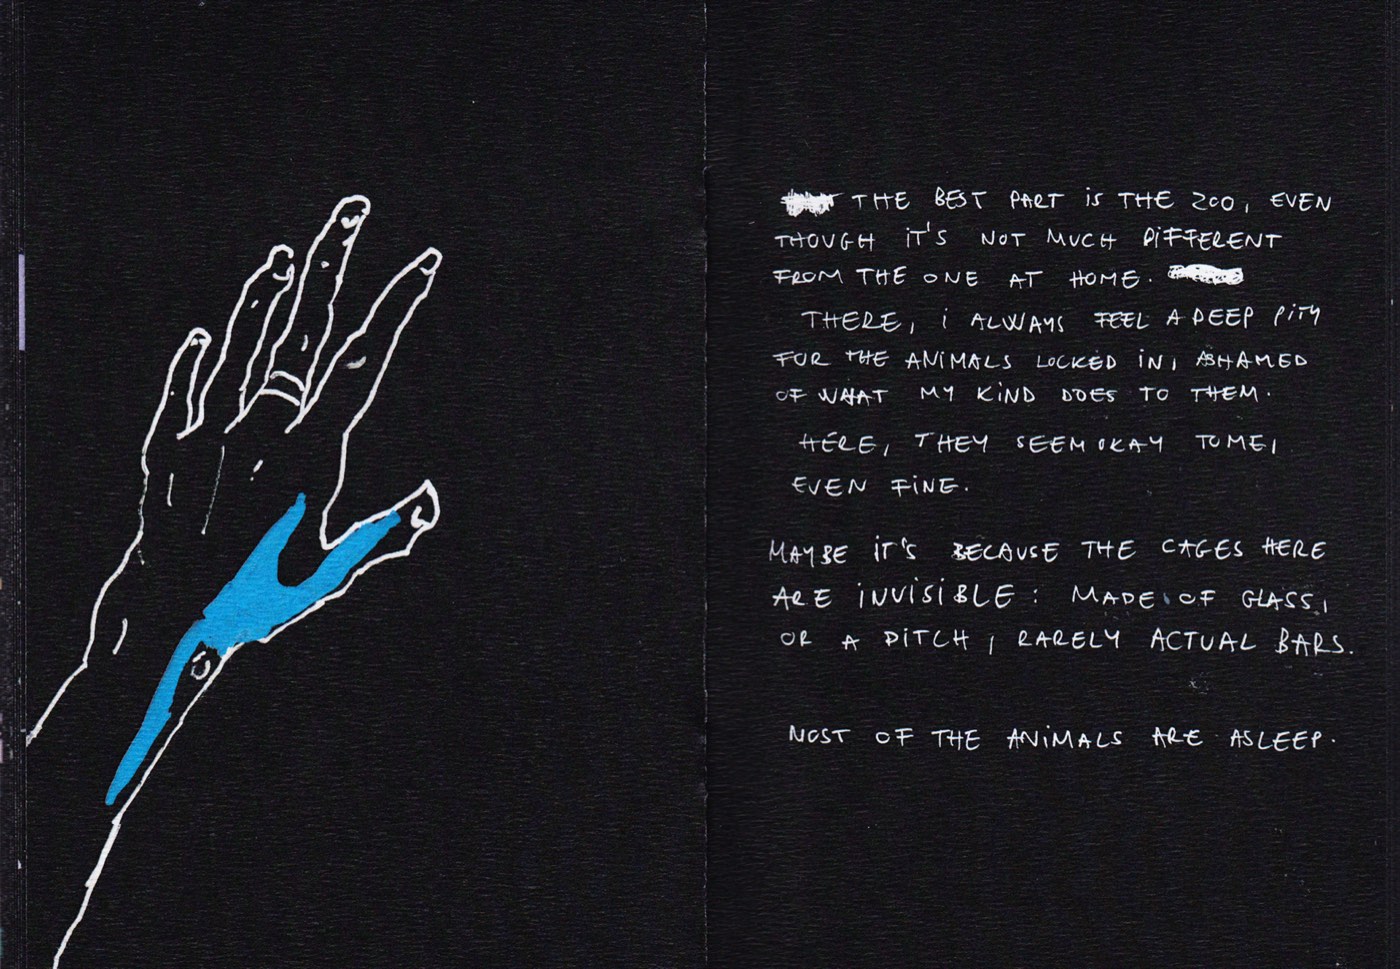 THE BEST PART iS THE ZOO, EVEN
THOUGH iT'S NOT MUCH DiFFERENT
FROM THE ONE AT HOME.
THERE, i ALWAYS FEEL A DEEP PiTY
FOR THE ANiMALS LOCKED iN, ASHAMED
OF WHAT MY KiND DOES TO THEM.
HERE, THEY SEEM OKAY TO ME,
EVEN FiNE.
MAYBE iT'S BECAUSE THE CAGES HERE
ARE iNViSiBLE: MADE OF GLASS,
OR A DiTCH, RARELY ACTUAL BARS.
MOST OF THE ANiMALS ARE ASLEEP.